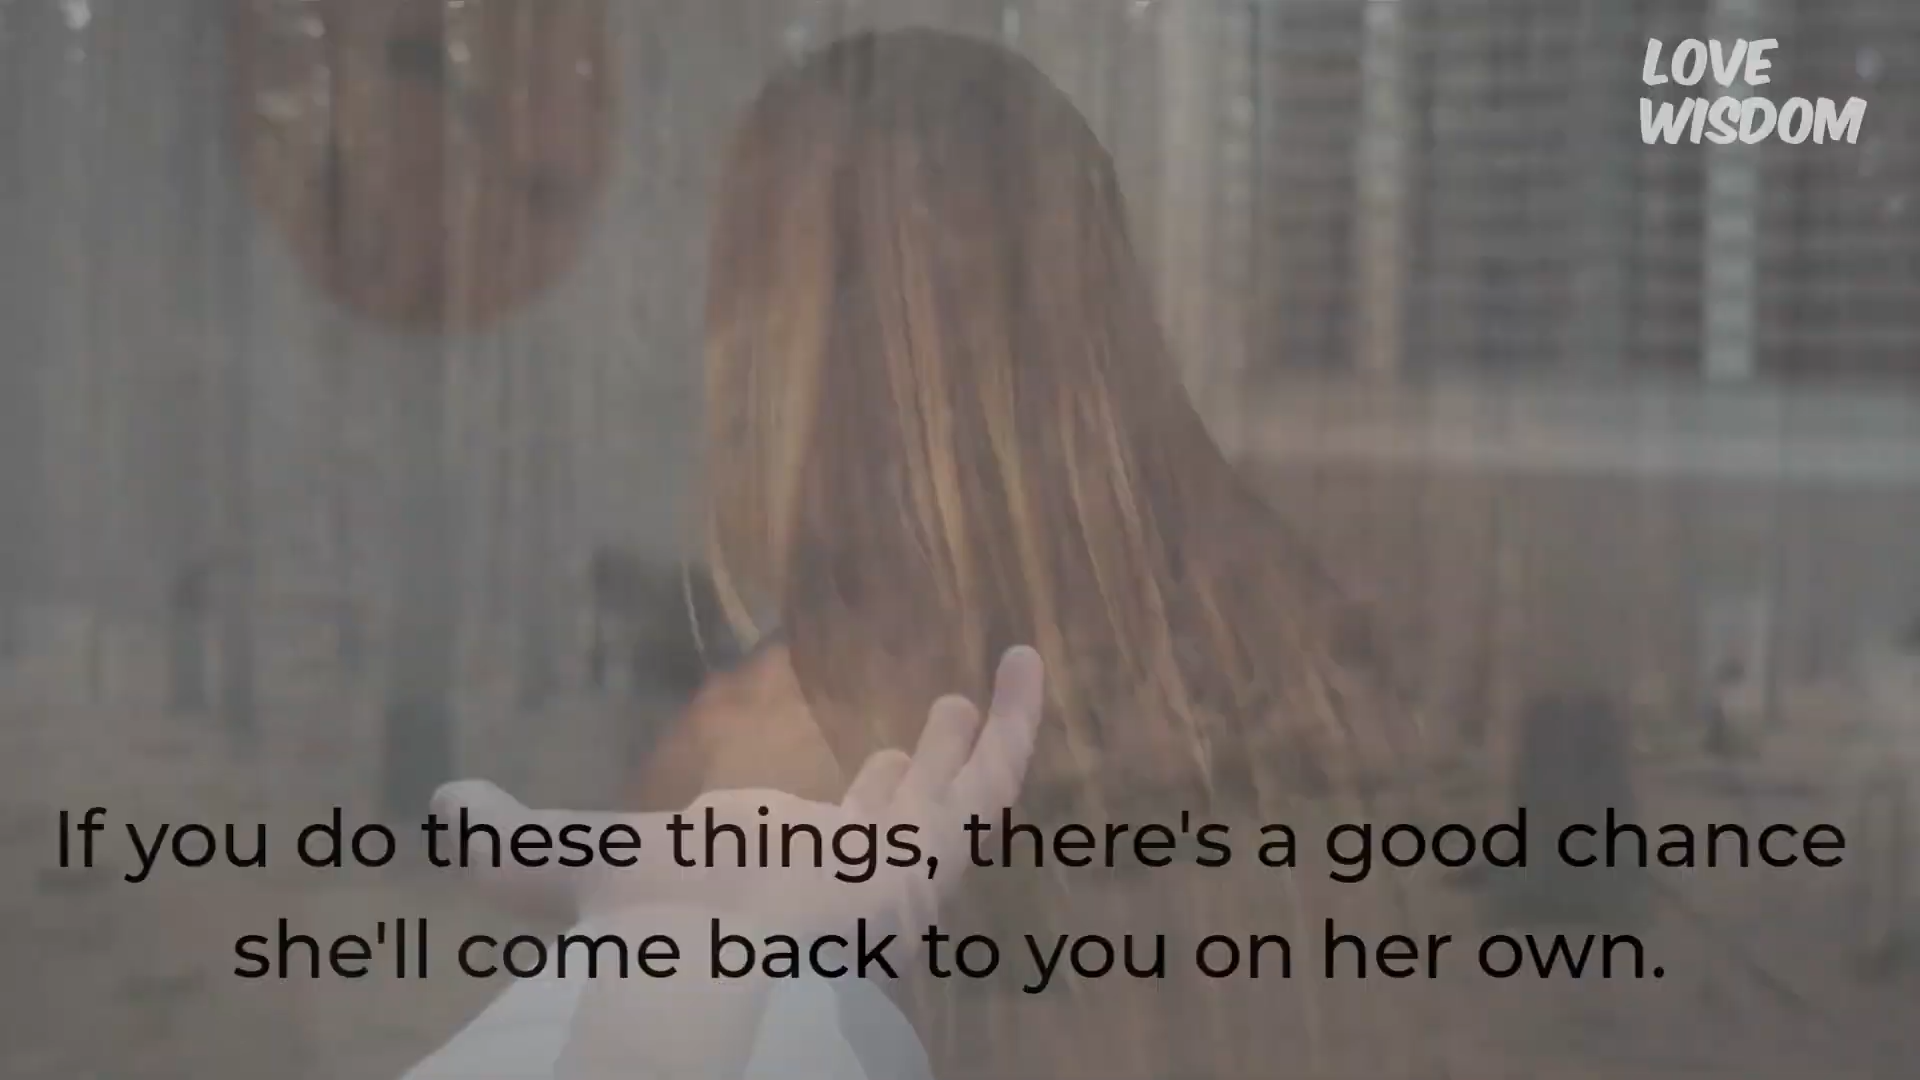 LOVE
WISDOM
If you do these things, there's a good chance
she'll come back to you on her own.